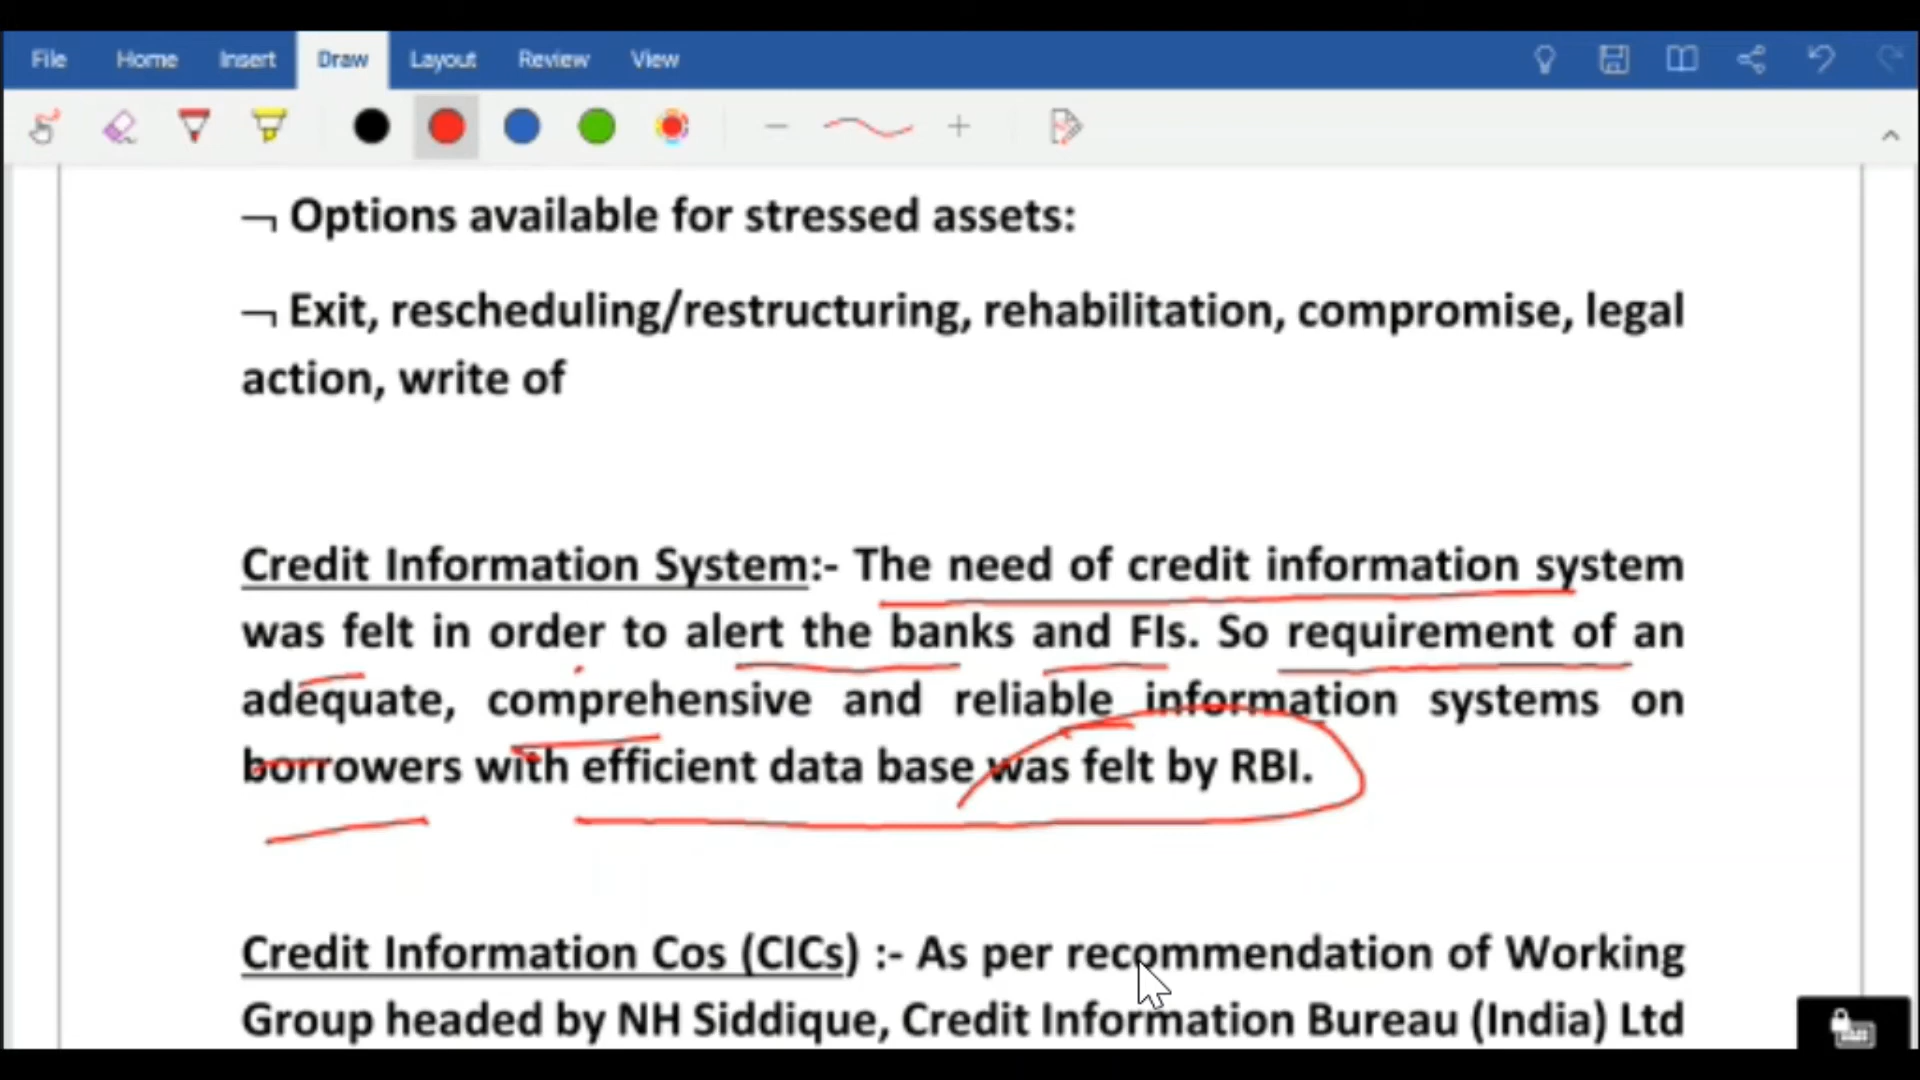 File Home Insert Draw Layout Review View
¬ Options available for stressed assets:
¬ Exit, rescheduling/restructuring, rehabilitation, compromise, legal
action, write of
Credit Information System:- The need of credit information system
was felt in order to alert the banks and FIs. So requirement of an
adequate, comprehensive and reliable information systems on
borrowers with efficient data base was felt by RBI.
Credit Information Cos (CICs) :- As per recommendation of Working
Group headed by NH Siddique, Credit Information Bureau (India) Ltd